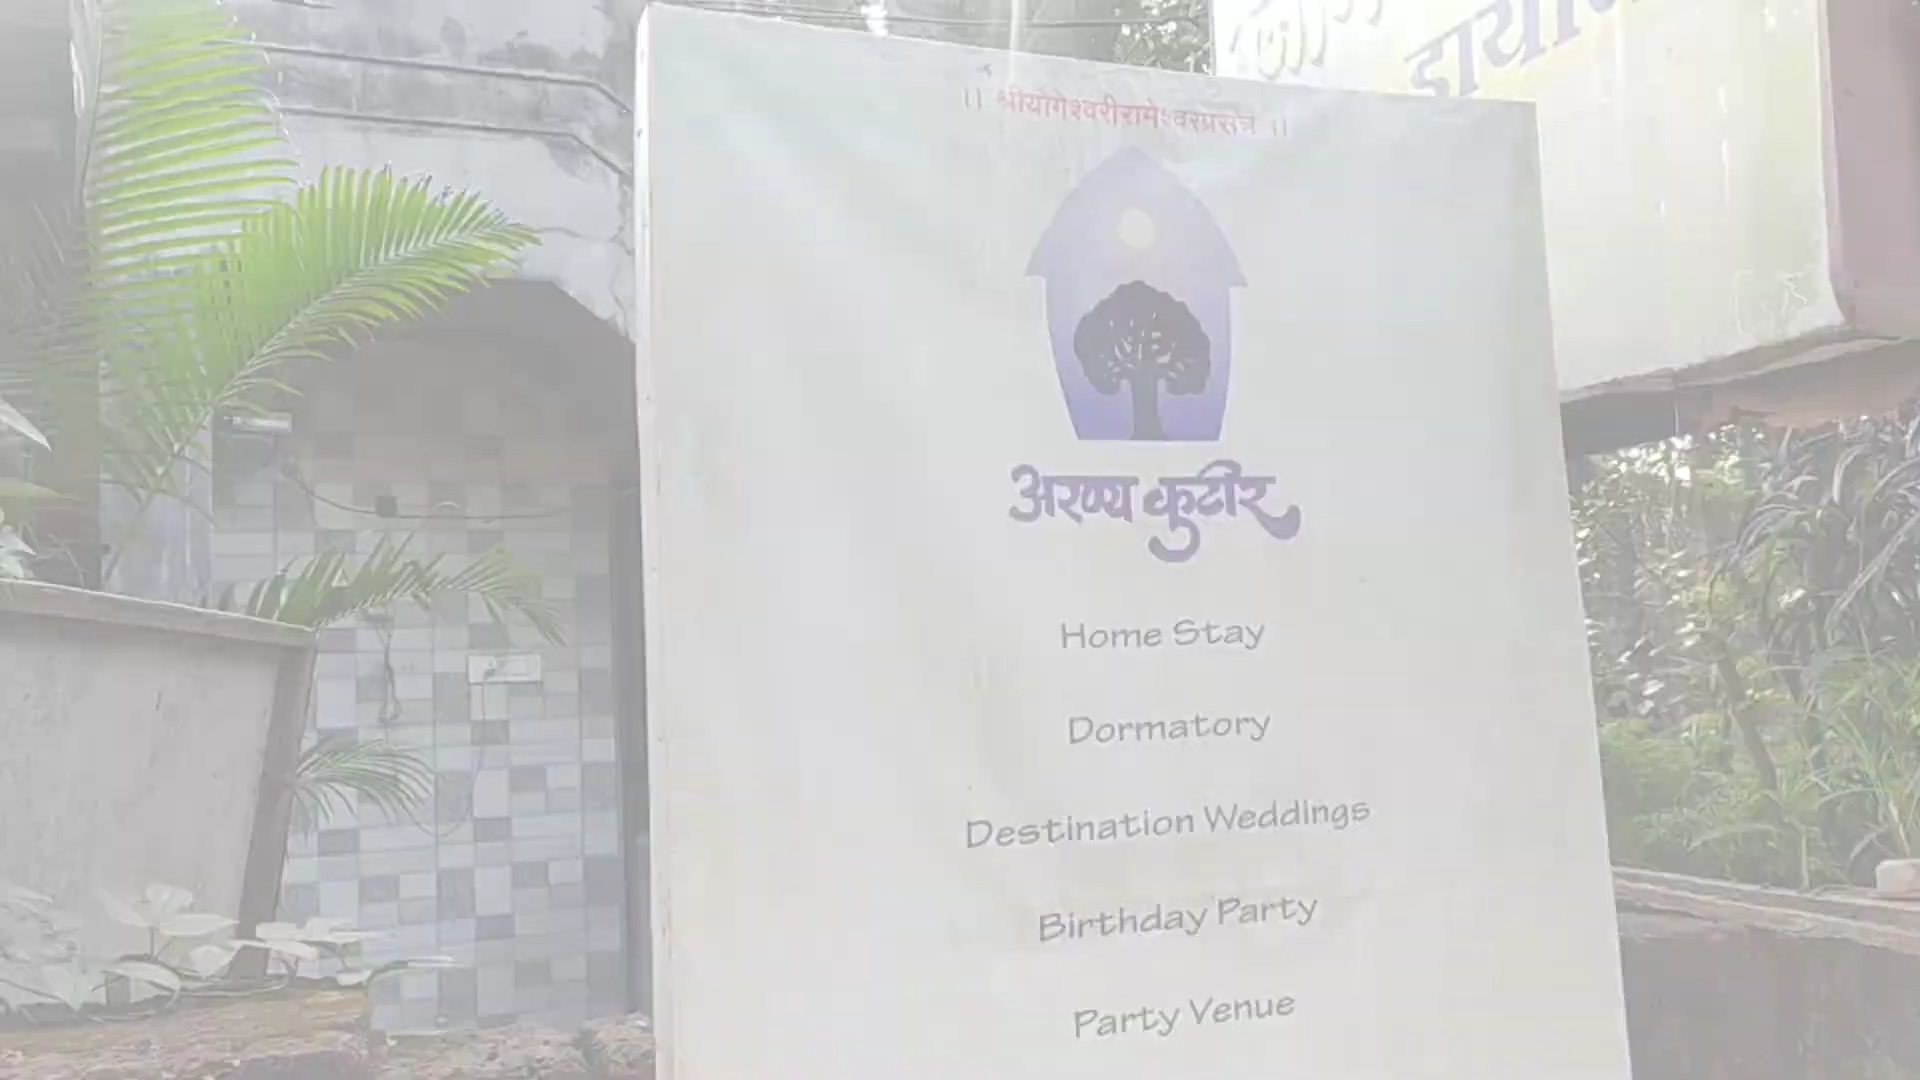 ।। श्रीयोगेश्वरीरामेश्वरप्रसन्न ।।
अरण्य कुटीर
Home Stay
Dormatory
Destination Weddings
Birthday Party
Party Venue